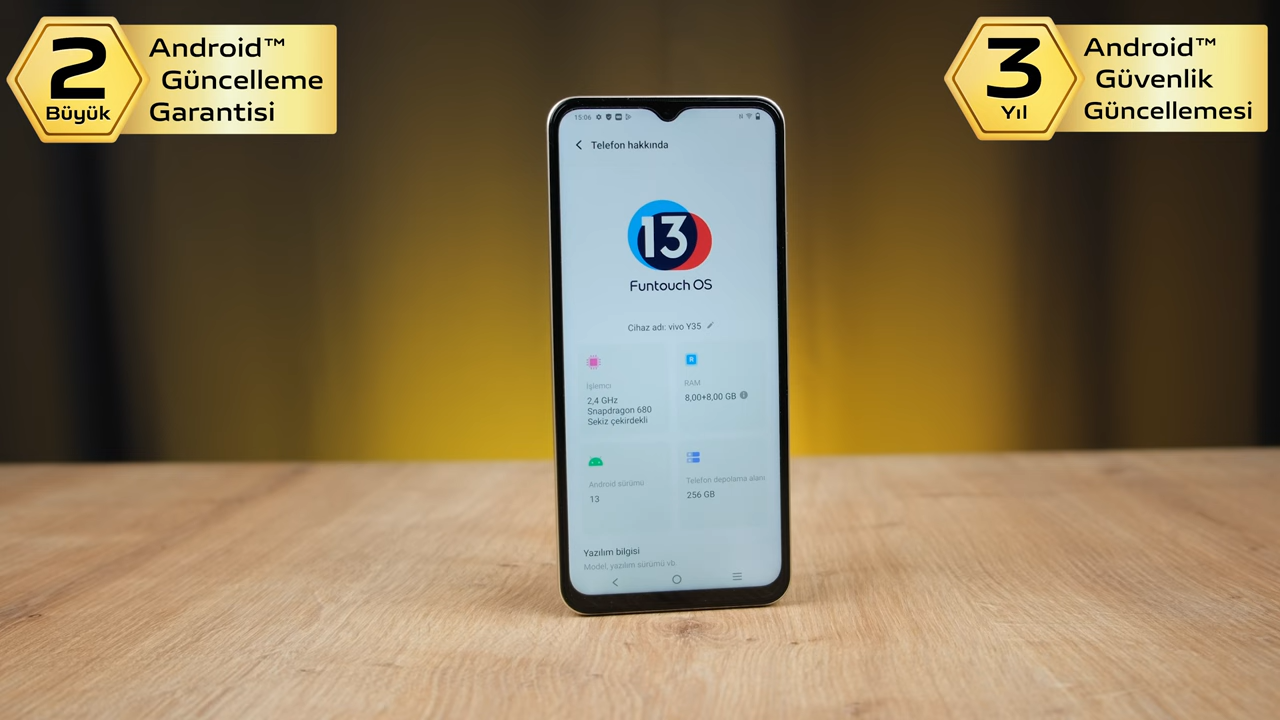 2
Büyük
Android™
Güncelleme
Garantisi
3
Yıl
Android™
Güvenlik
Güncellemesi
15:06
Telefon hakkında
13
Funtouch OS
Cihaz adı: vivo Y35
İşlemci
2,4 GHz
Snapdragon 680
Sekiz çekirdekli
RAM
8,00+8,00 GB
Android sürümü
13
Telefon depolama alanı
256 GB
Yazılım bilgisi
Model, yazılım sürümü vb.